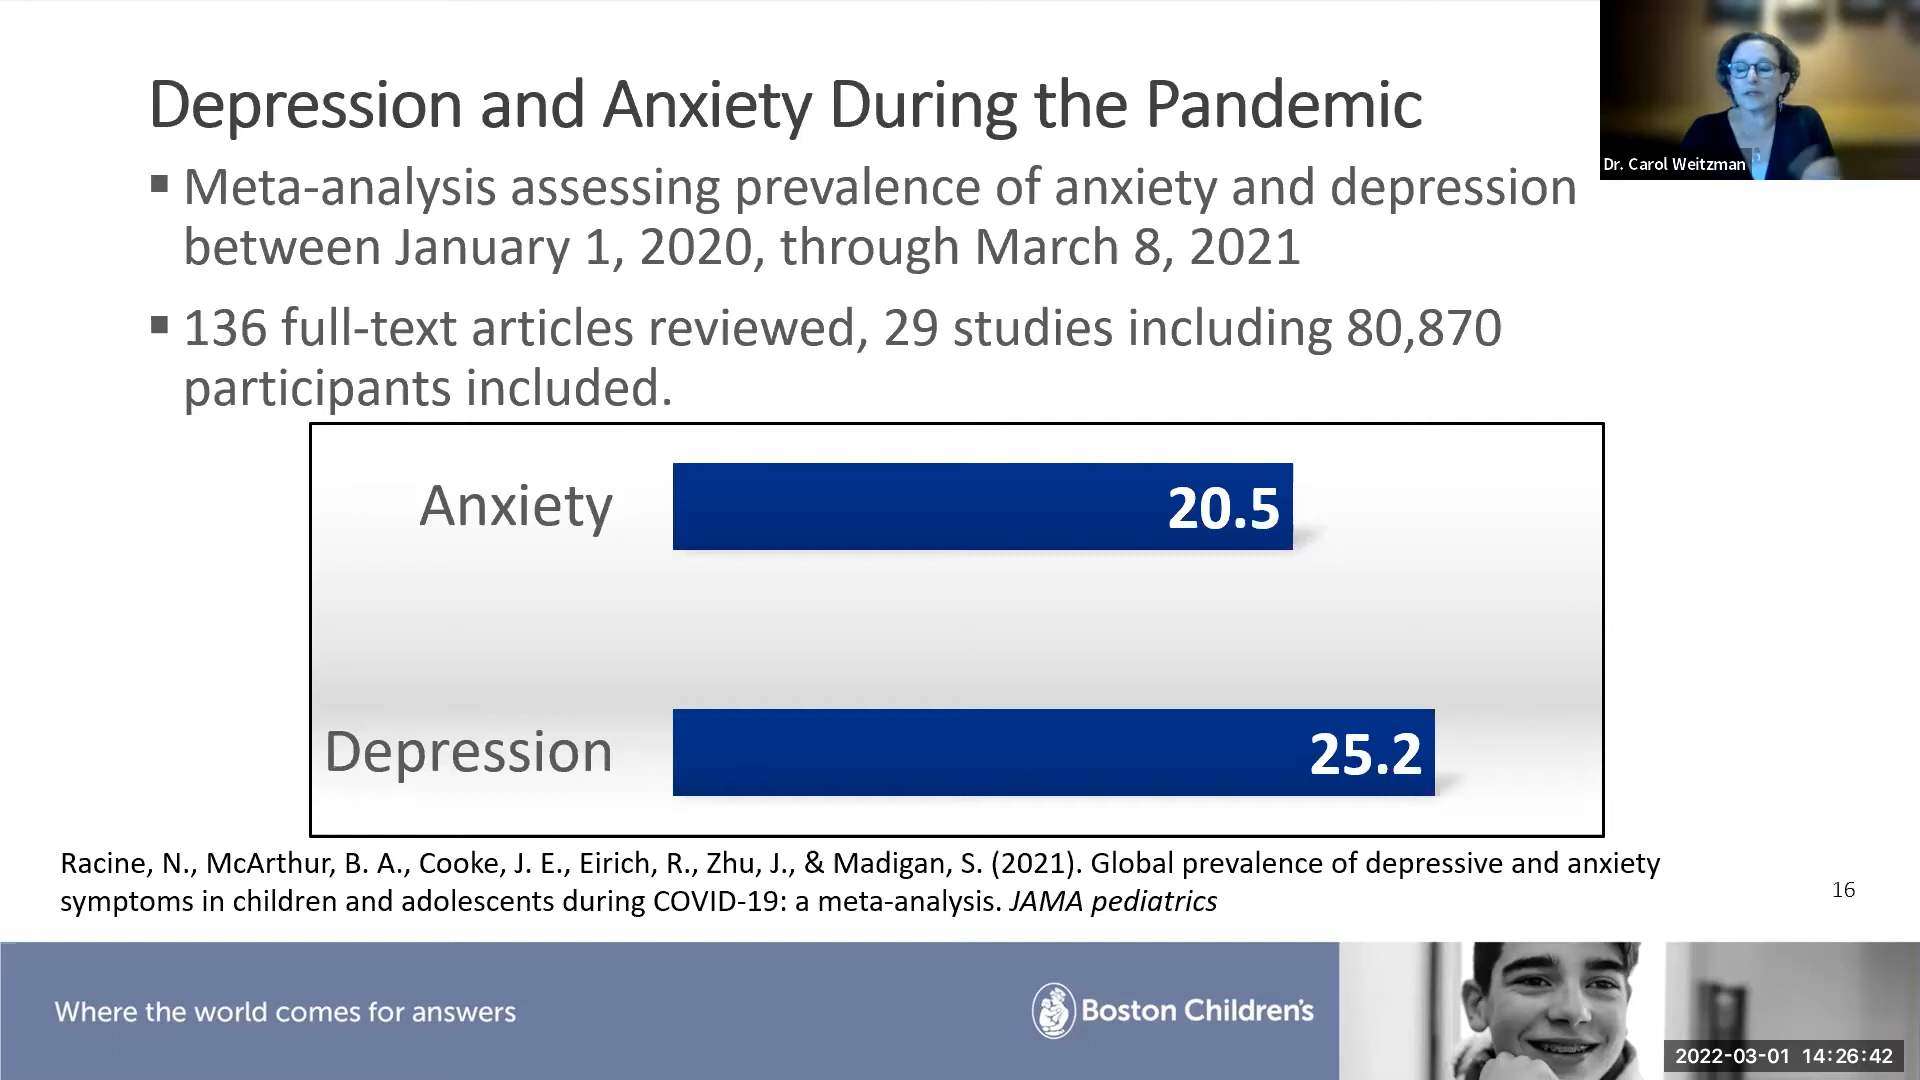 Depression and Anxiety During the Pandemic
Dr. Carol Weitzman
▪ Meta-analysis assessing prevalence of anxiety and depression
between January 1, 2020, through March 8, 2021
▪ 136 full-text articles reviewed, 29 studies including 80,870
participants included.
Anxiety 20.5
Depression 25.2
Racine, N., McArthur, B. A., Cooke, J. E., Eirich, R., Zhu, J., & Madigan, S. (2021). Global prevalence of depressive and anxiety
symptoms in children and adolescents during COVID-19: a meta-analysis. JAMA pediatrics
16
Where the world comes for answers
Boston Children's
2022-03-01 14:26:42